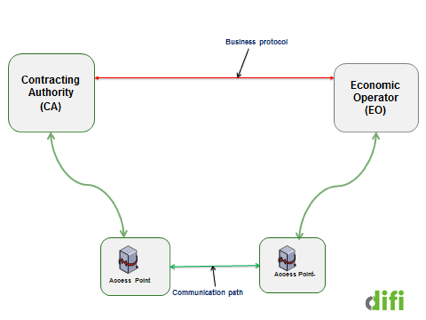 Business protocol
Contracting
Authority
(CA)
Economic
Operator
(EO)
Access Point
Access Point.
Communication path
difi